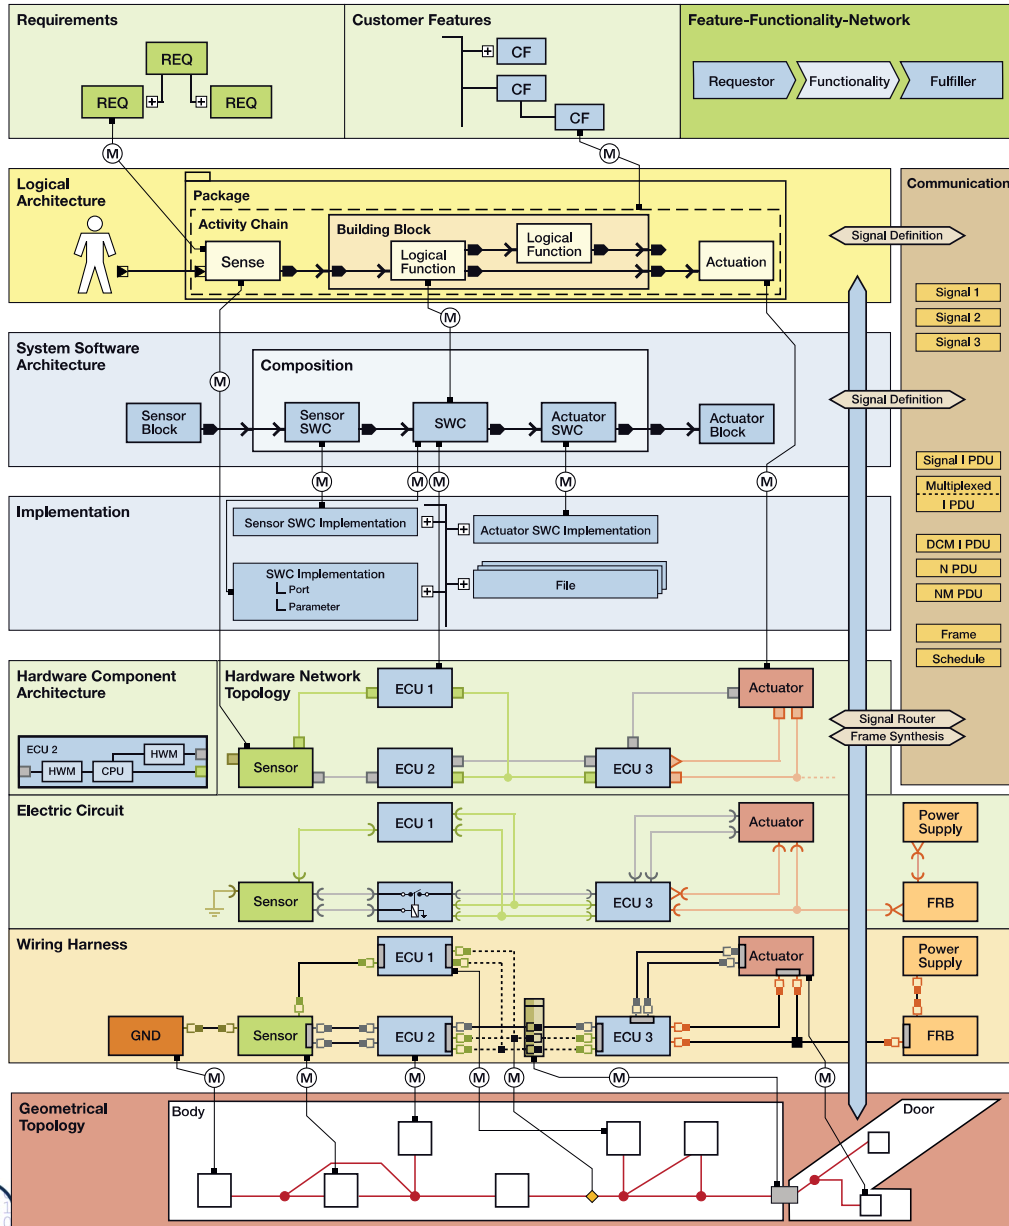 Requirements
REQ
REQ
REQ
M
Customer Features
CF
CF
CF
M
Feature-Functionality-Network
Requestor
Functionality
Fulfiller
Logical
Architecture
Package
Activity Chain
Building Block
Sense
Logical
Function
Logical
Function
Actuation
M
Communication
Signal Definition
Signal 1
Signal 2
Signal 3
Signal Definition
Signal I PDU
Multiplexed
I PDU
DCM I PDU
N PDU
NM PDU
Frame
Schedule
Signal Router
Frame Synthesis
System Software
Architecture
M
Composition
Sensor
Block
Sensor
SWC
SWC
Actuator
SWC
Actuator
Block
M
M
M
M
M
Implementation
Sensor SWC Implementation
Actuator SWC Implementation
SWC Implementation
Port
Parameter
File
Hardware Component
Architecture
ECU 2
HWM
CPU
HWM
Hardware Network
Topology
ECU 1
Actuator
Sensor
ECU 2
ECU 3
Electric Circuit
ECU 1
Actuator
Power
Supply
Sensor
ECU 3
FRB
Wiring Harness
ECU 1
Actuator
Power
Supply
GND
Sensor
ECU 2
ECU 3
FRB
M
M
M
M
M
M
M
Geometrical
Topology
Body
Door